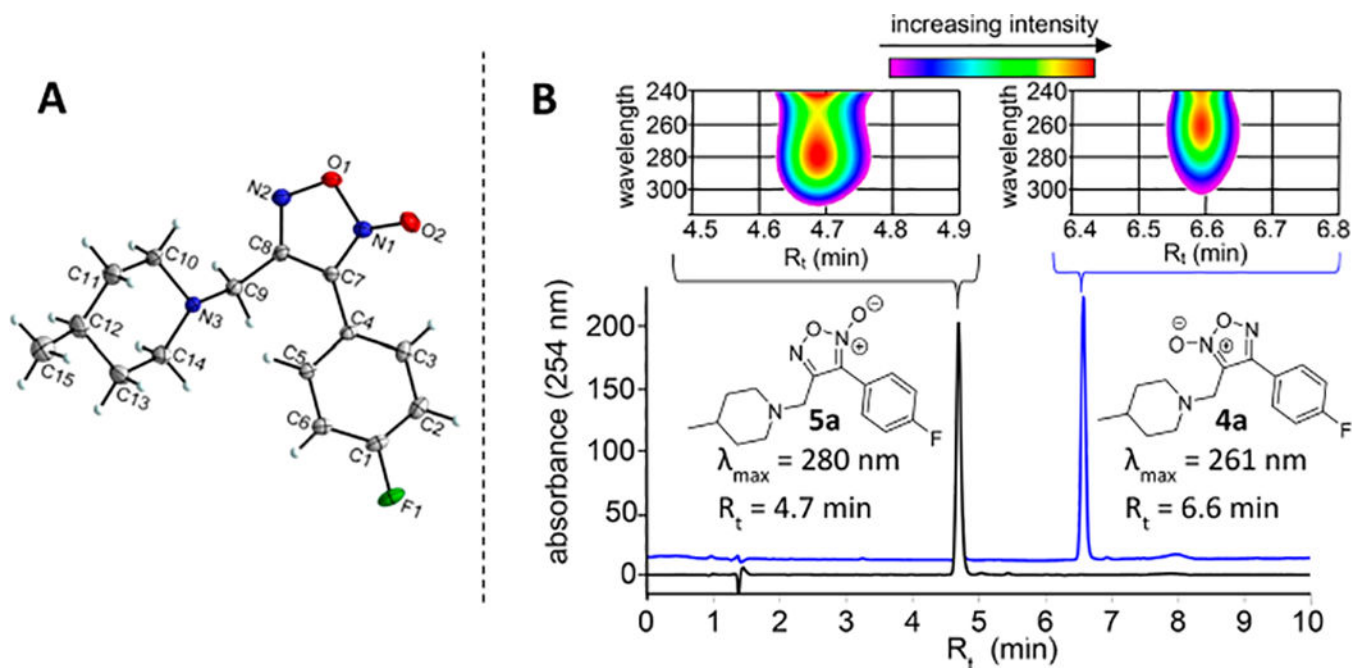 A
O1
N2
O2
N1
C10
C8
C11
C7
C9
N3
C12
C4
C14
C3
C5
C15
C13
C2
C6
C1
F1
B
increasing intensity
wavelength
240
260
280
300
4.5 4.6 4.7 4.8 4.9
Rt (min)
wavelength
240
260
280
300
6.4 6.5 6.6 6.7 6.8
Rt (min)
absorbance (254 nm)
200
150
100
50
0
O N O ⊖
N ⊕
N
F
5a
λmax = 280 nm
Rt = 4.7 min
⊖ O N O N
⊕
N
F
4a
λmax = 261 nm
Rt = 6.6 min
0 1 2 3 4 5 6 7 8 9 10
Rt (min)